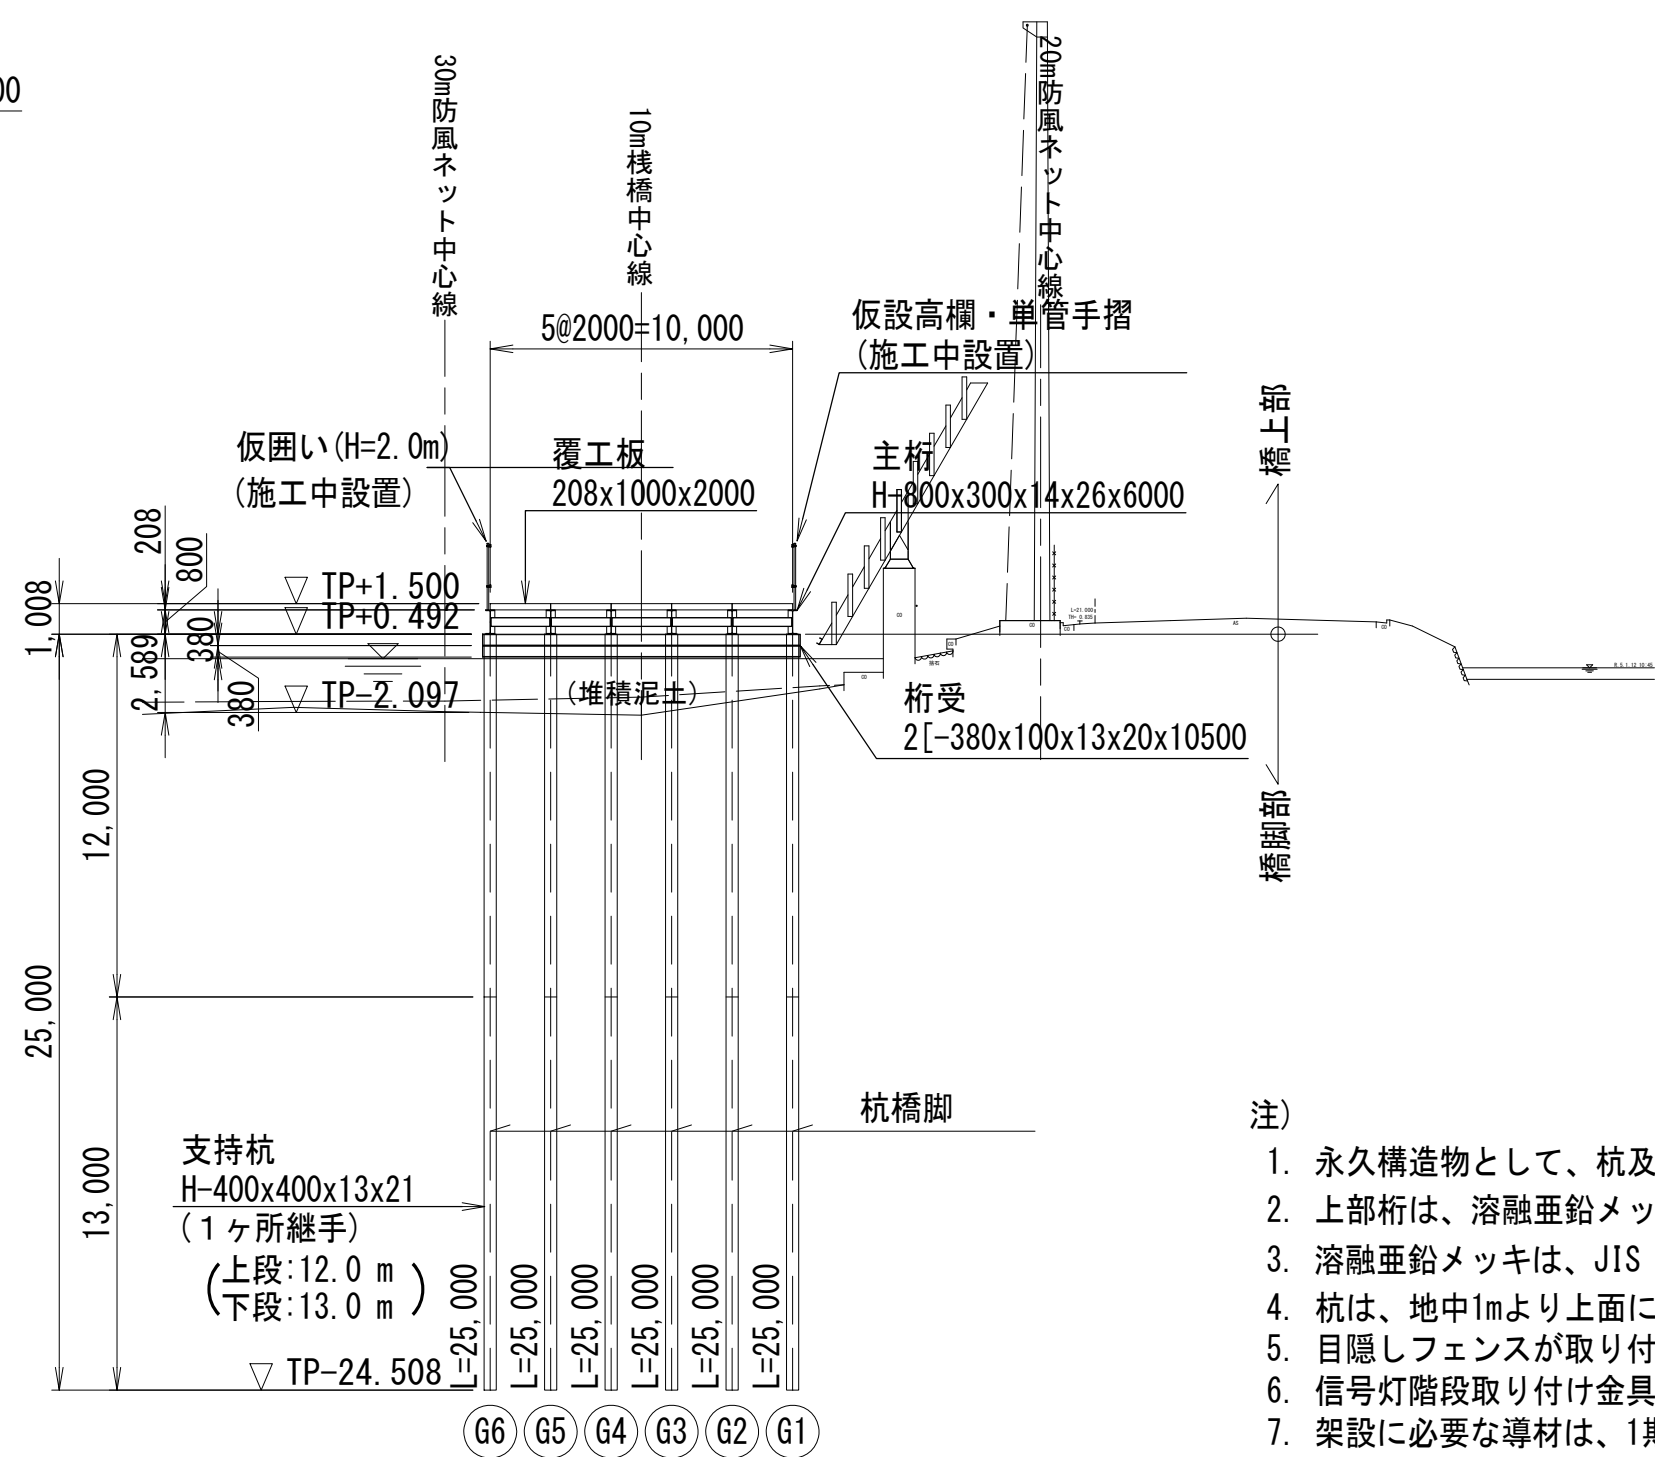 00
30m防風ネット中心線
10m桟橋中心線
20m防風ネット中心線
5@2000=10,000
仮設高欄・単管手摺
(施工中設置)
仮囲い(H=2.0m)
(施工中設置)
覆工板
208x1000x2000
主桁
H-800x300x14x26x6000
橋上部
208
800
1,008
TP+1.500
TP+0.492
380
2,589
380
TP-2.097
(堆積泥土)
桁受
2[-380x100x13x20x10500
橋脚部
12,000
25,000
13,000
杭橋脚
支持杭
H-400x400x13x21
(1ヶ所継手)
上段:12.0 m
下段:13.0 m
TP-24.508
L=25,000
L=25,000
L=25,000
L=25,000
L=25,000
L=25,000
G6
G5
G4
G3
G2
G1
注)
1. 永久構造物として、杭及
2. 上部桁は、溶融亜鉛メッ
3. 溶融亜鉛メッキは、JIS
4. 杭は、地中1mより上面に
5. 目隠しフェンスが取り付
6. 信号灯階段取り付け金具
7. 架設に必要な導材は、1期